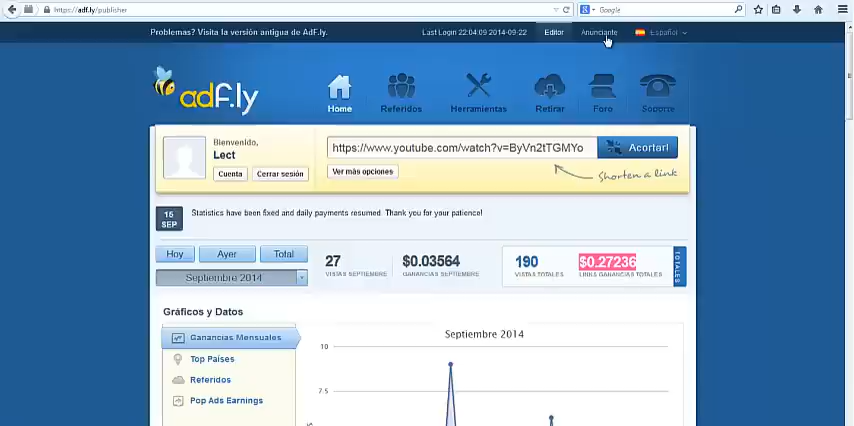 https://adf.ly/publisher
Google
Problemas? Visita la versión antigua de AdF.ly.
Last Login 22:04:09 2014-09-22
Editor
Anunciante
Español
adf.ly
Home
Referidos
Herramientas
Retirar
Foro
Soporte
Bienvenido,
Lect
Cuenta
Cerrar sesión
https://www.youtube.com/watch?v=ByVn2tTGMYo
Acortar!
Ver más opciones
Shorten a link
15
SEP
Statistics have been fixed and daily payments resumed. Thank you for your patience!
Hoy
Ayer
Total
Septiembre 2014
27
VISTAS SEPTIEMBRE
$0.03564
GANANCIAS SEPTIEMBRE
190
VISTAS TOTALES
$0.27236
LINKS GANANCIAS TOTALES
TOTALES
Gráficos y Datos
Ganancias Mensuales
Top Países
Referidos
Pop Ads Earnings
Septiembre 2014
10
7.5